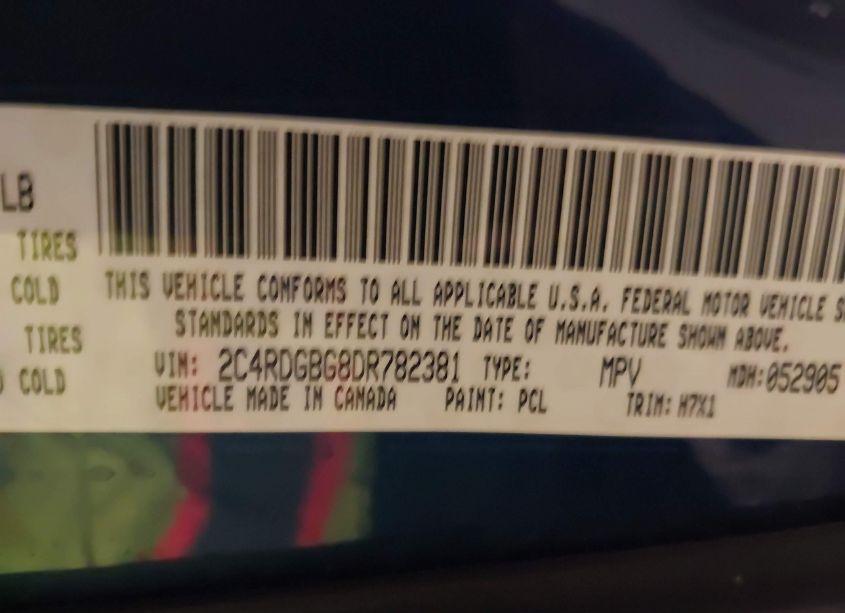 LB
TIRES
COLD
TIRES
COLD
THIS VEHICLE CONFORMS TO ALL APPLICABLE U.S.A. FEDERAL MOTOR VEHICLE S
STANDARDS IN EFFECT ON THE DATE OF MANUFACTURE SHOWN ABOVE.
VIN: 2C4RDGBG8DR782381 TYPE: MPV MDH:052905
VEHICLE MADE IN CANADA PAINT: PCL TRIM: H7X1